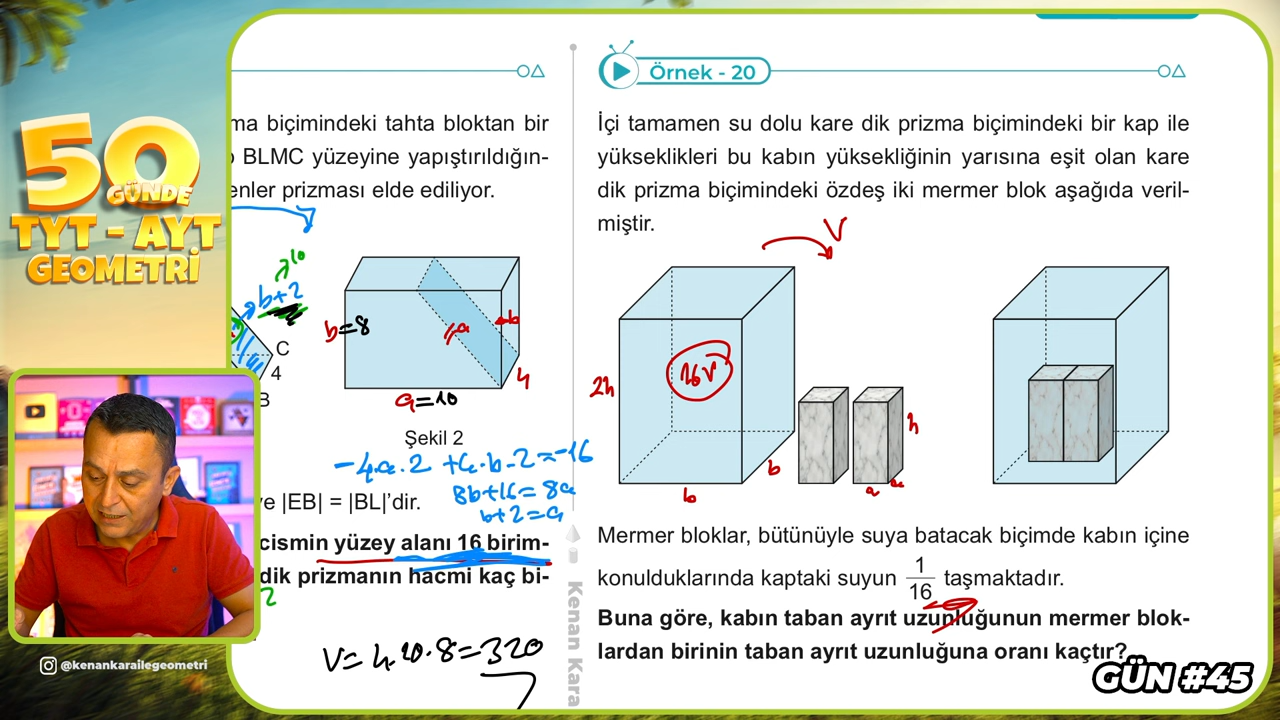 50
GÜNDE
TYT - AYT
GEOMETRİ
ma biçimindeki tahta bloktan bir
BLMC yüzeyine yapıştırıldığın-
enler prizması elde ediliyor.
10
b+2
C
4
B
b=8
a
b
4
a=10
Şekil 2
-4.a.2 +4.b.2=-16
8b+16=8a
b+2=a
ve |EB| = |BL|'dir.
cismin yüzey alanı 16 birim-
dik prizmanın hacmi kaç bi-
2
V=4.10.8=320
Kenan Kara
Örnek - 20
İçi tamamen su dolu kare dik prizma biçimindeki bir kap ile
yükseklikleri bu kabın yüksekliğinin yarısına eşit olan kare
dik prizma biçimindeki özdeş iki mermer blok aşağıda veril-
miştir.
V
2h
16V
b
b
h
a
a
Mermer bloklar, bütünüyle suya batacak biçimde kabın içine
konulduklarında kaptaki suyun 1/16 taşmaktadır.
Buna göre, kabın taban ayrıt uzunluğunun mermer blok-
lardan birinin taban ayrıt uzunluğuna oranı kaçtır?
GÜN #45
@kenankarailegeometri